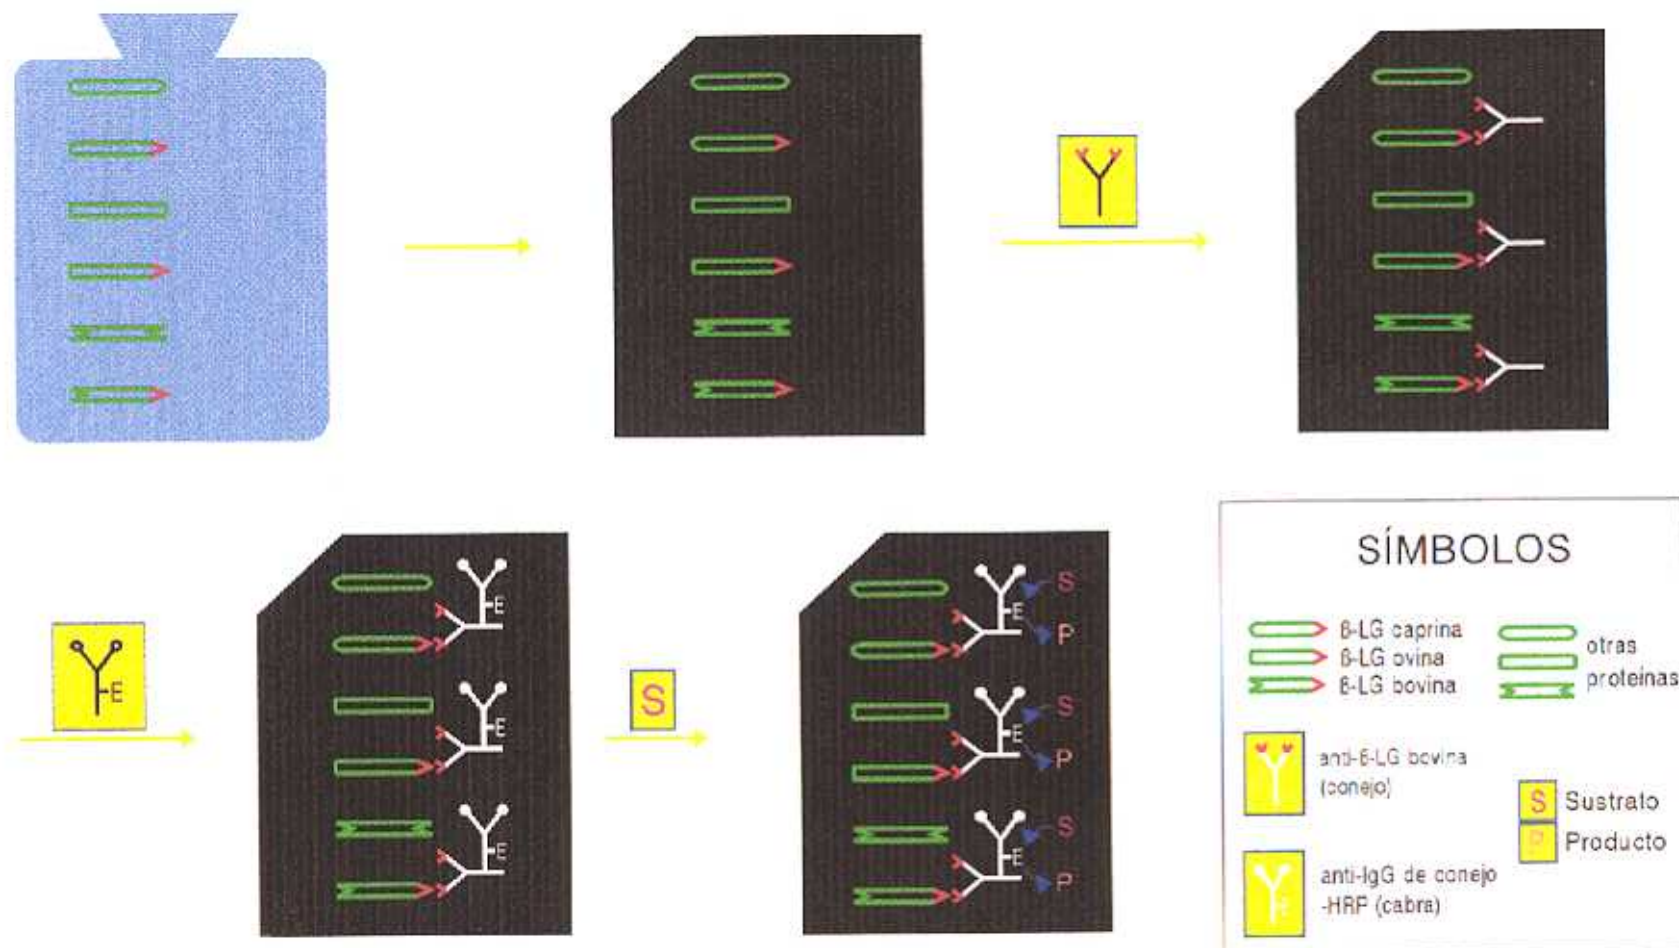 E
E
E
E
S
E
S
P
E
S
P
E
S
P
SÍMBOLOS
ß-LG caprina
ß-LG ovina
ß-LG bovina
otras
proteínas
anti-ß-LG bovina
(conejo)
S Sustrato
P Producto
anti-IgG de conejo
-HRP (cabra)
E